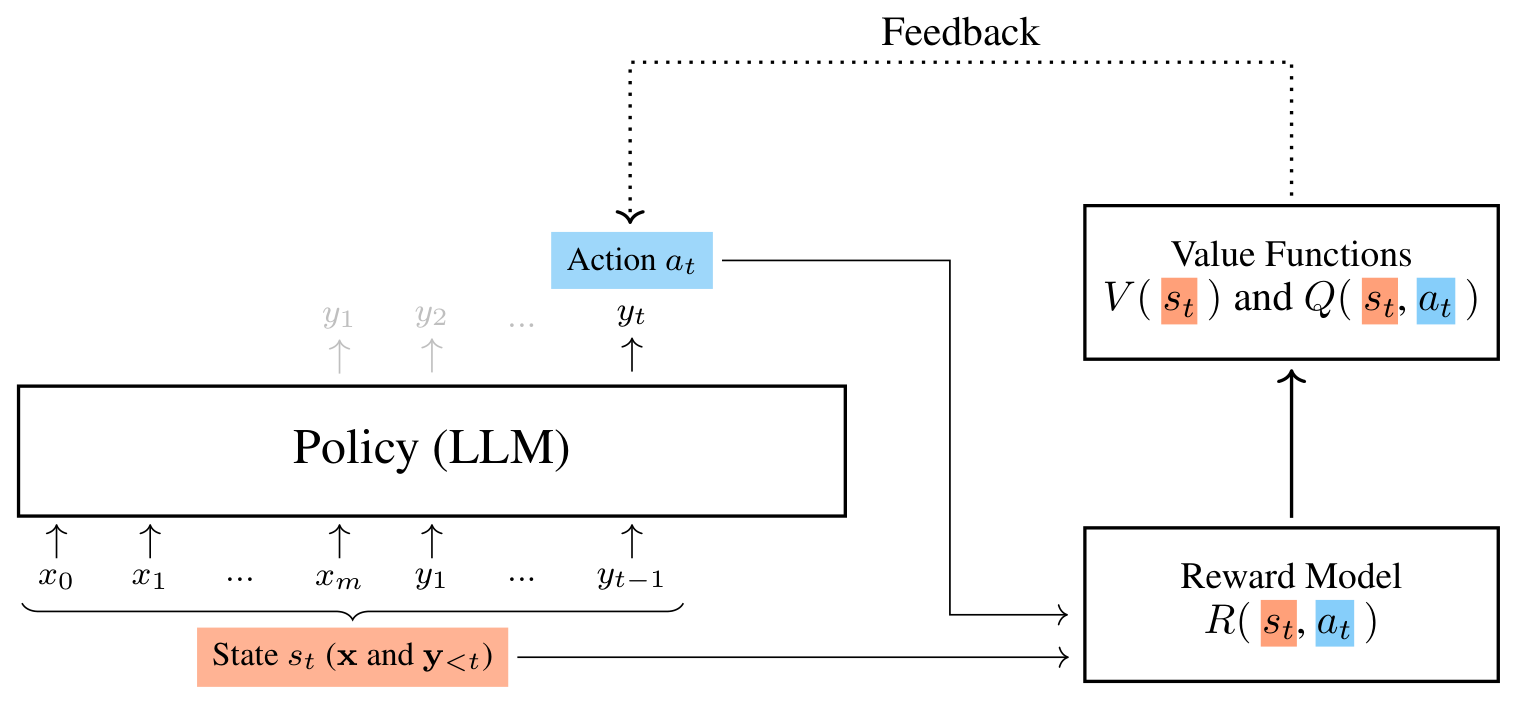 Feedback
Action a_t
Value Functions
V( s_t ) and Q( s_t, a_t )
y_1 y_2 ... y_t
Policy (LLM)
x_0 x_1 ... x_m y_1 ... y_{t−1}
Reward Model
R( s_t, a_t )
State s_t (x and y_{<t})